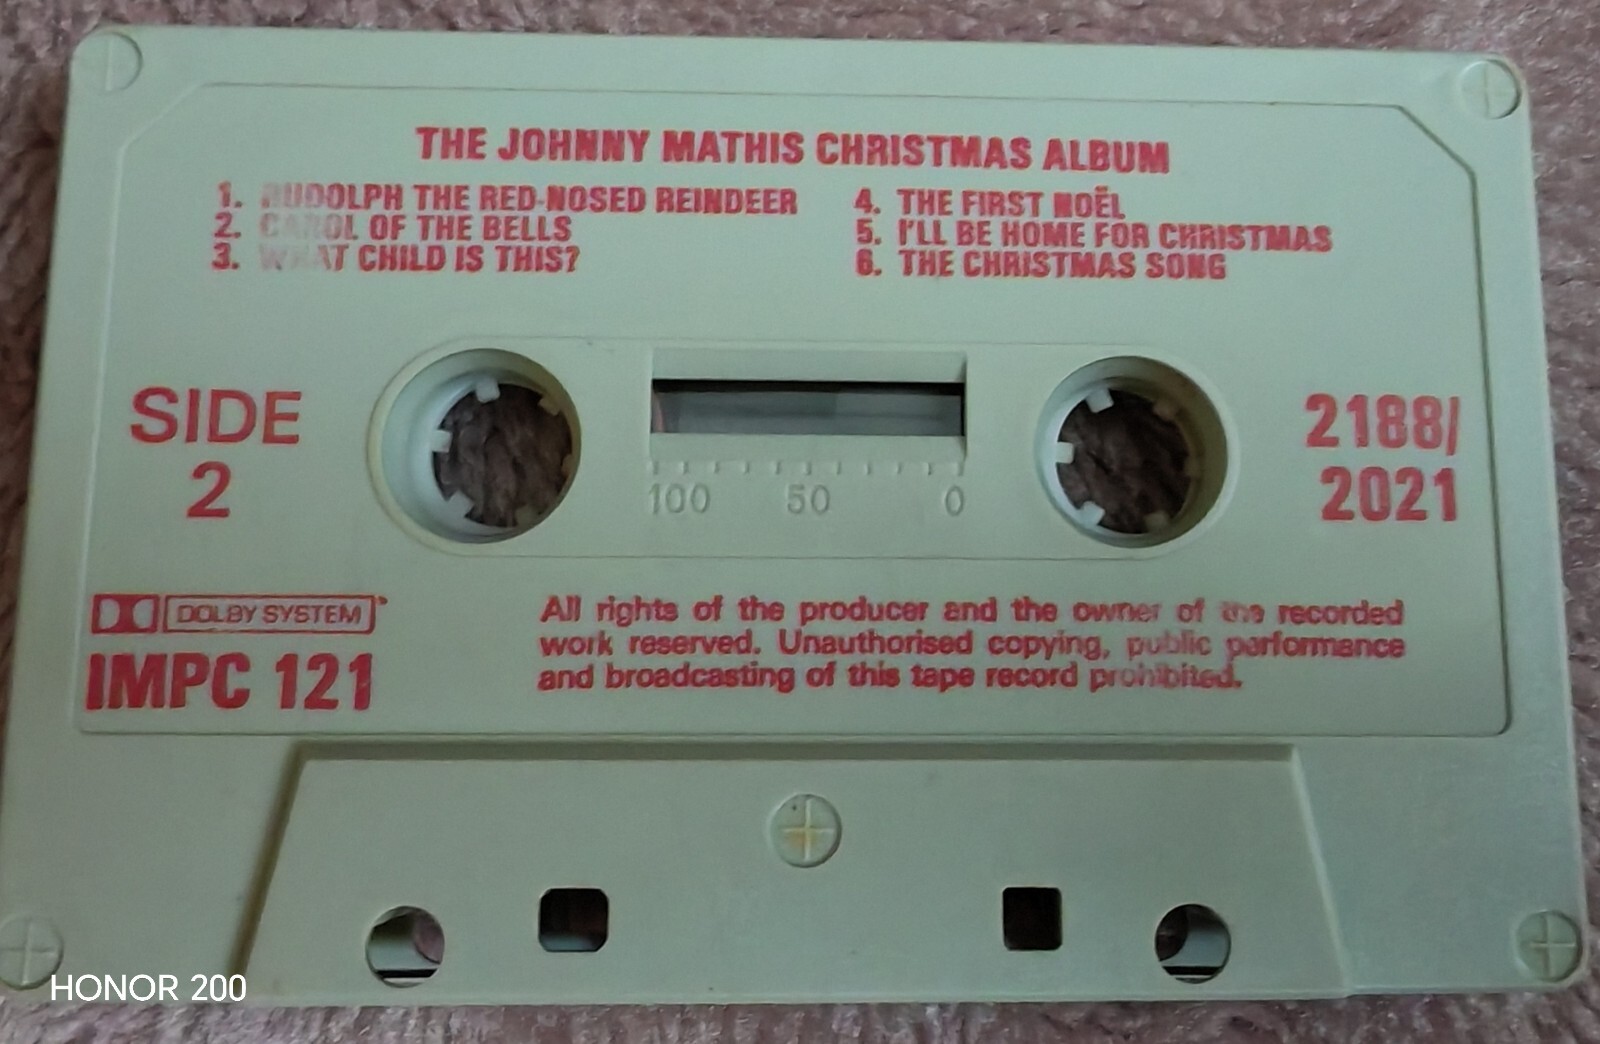 THE JOHNNY MATHIS CHRISTMAS ALBUM
1. RUDOLPH THE RED-NOSED REINDEER
2. CAROL OF THE BELLS
3. WHAT CHILD IS THIS?
4. THE FIRST NOËL
5. I'LL BE HOME FOR CHRISTMAS
6. THE CHRISTMAS SONG
SIDE
2
100 50 0
2188/
2021
DOLBY SYSTEM
IMPC 121
All rights of the producer and the owner of the recorded
work reserved. Unauthorised copying, public performance
and broadcasting of this tape record prohibited.
HONOR 200